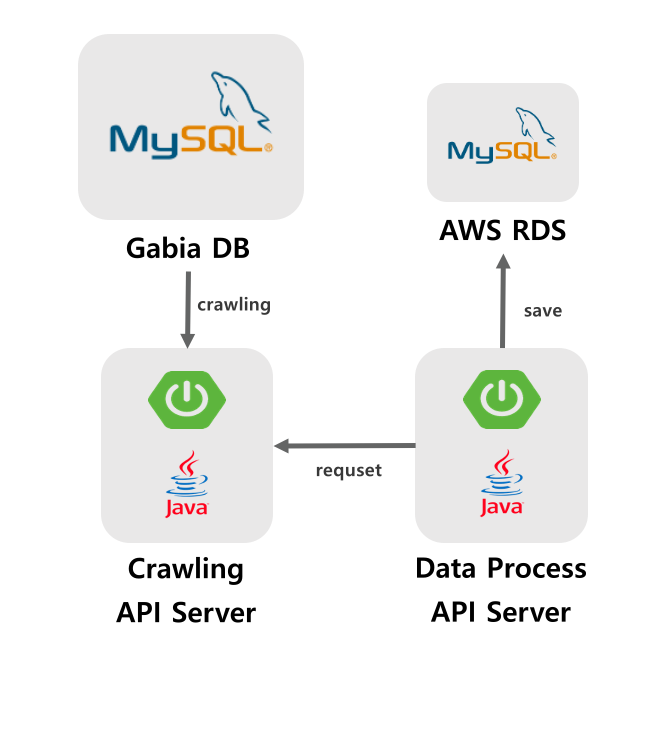 MySQL®
MySQL®
Gabia DB
AWS RDS
crawling
save
requset
Java
Java
Crawling
API Server
Data Process
API Server